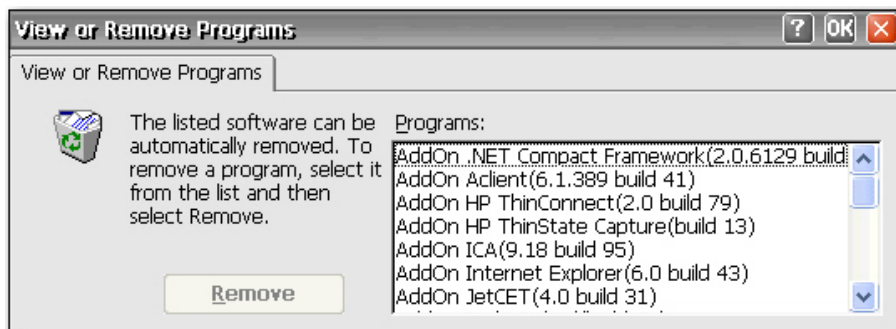 View or Remove Programs
? OK X
View or Remove Programs
The listed software can be
automatically removed. To
remove a program, select it
from the list and then
select Remove.
Remove
Programs:
AddOn .NET Compact Framework(2.0.6129 build
AddOn Aclient(6.1.389 build 41)
AddOn HP ThinConnect(2.0 build 79)
AddOn HP ThinState Capture(build 13)
AddOn ICA(9.18 build 95)
AddOn Internet Explorer(6.0 build 43)
AddOn JetCET(4.0 build 31)